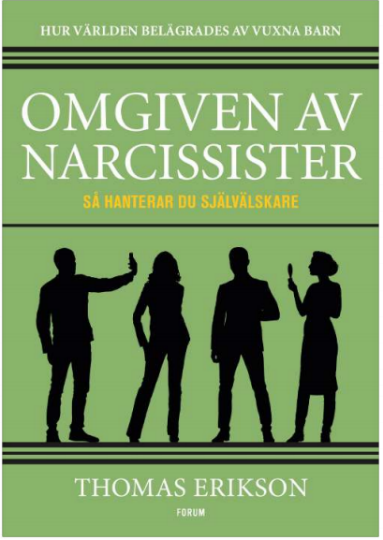 HUR VÄRLDEN BELÄGRADES AV VUXNA BARN
OMGIVEN AV
NARCISSISTER
SÅ HANTERAR DU SJÄLVÄLSKARE
THOMAS ERIKSON
FORUM